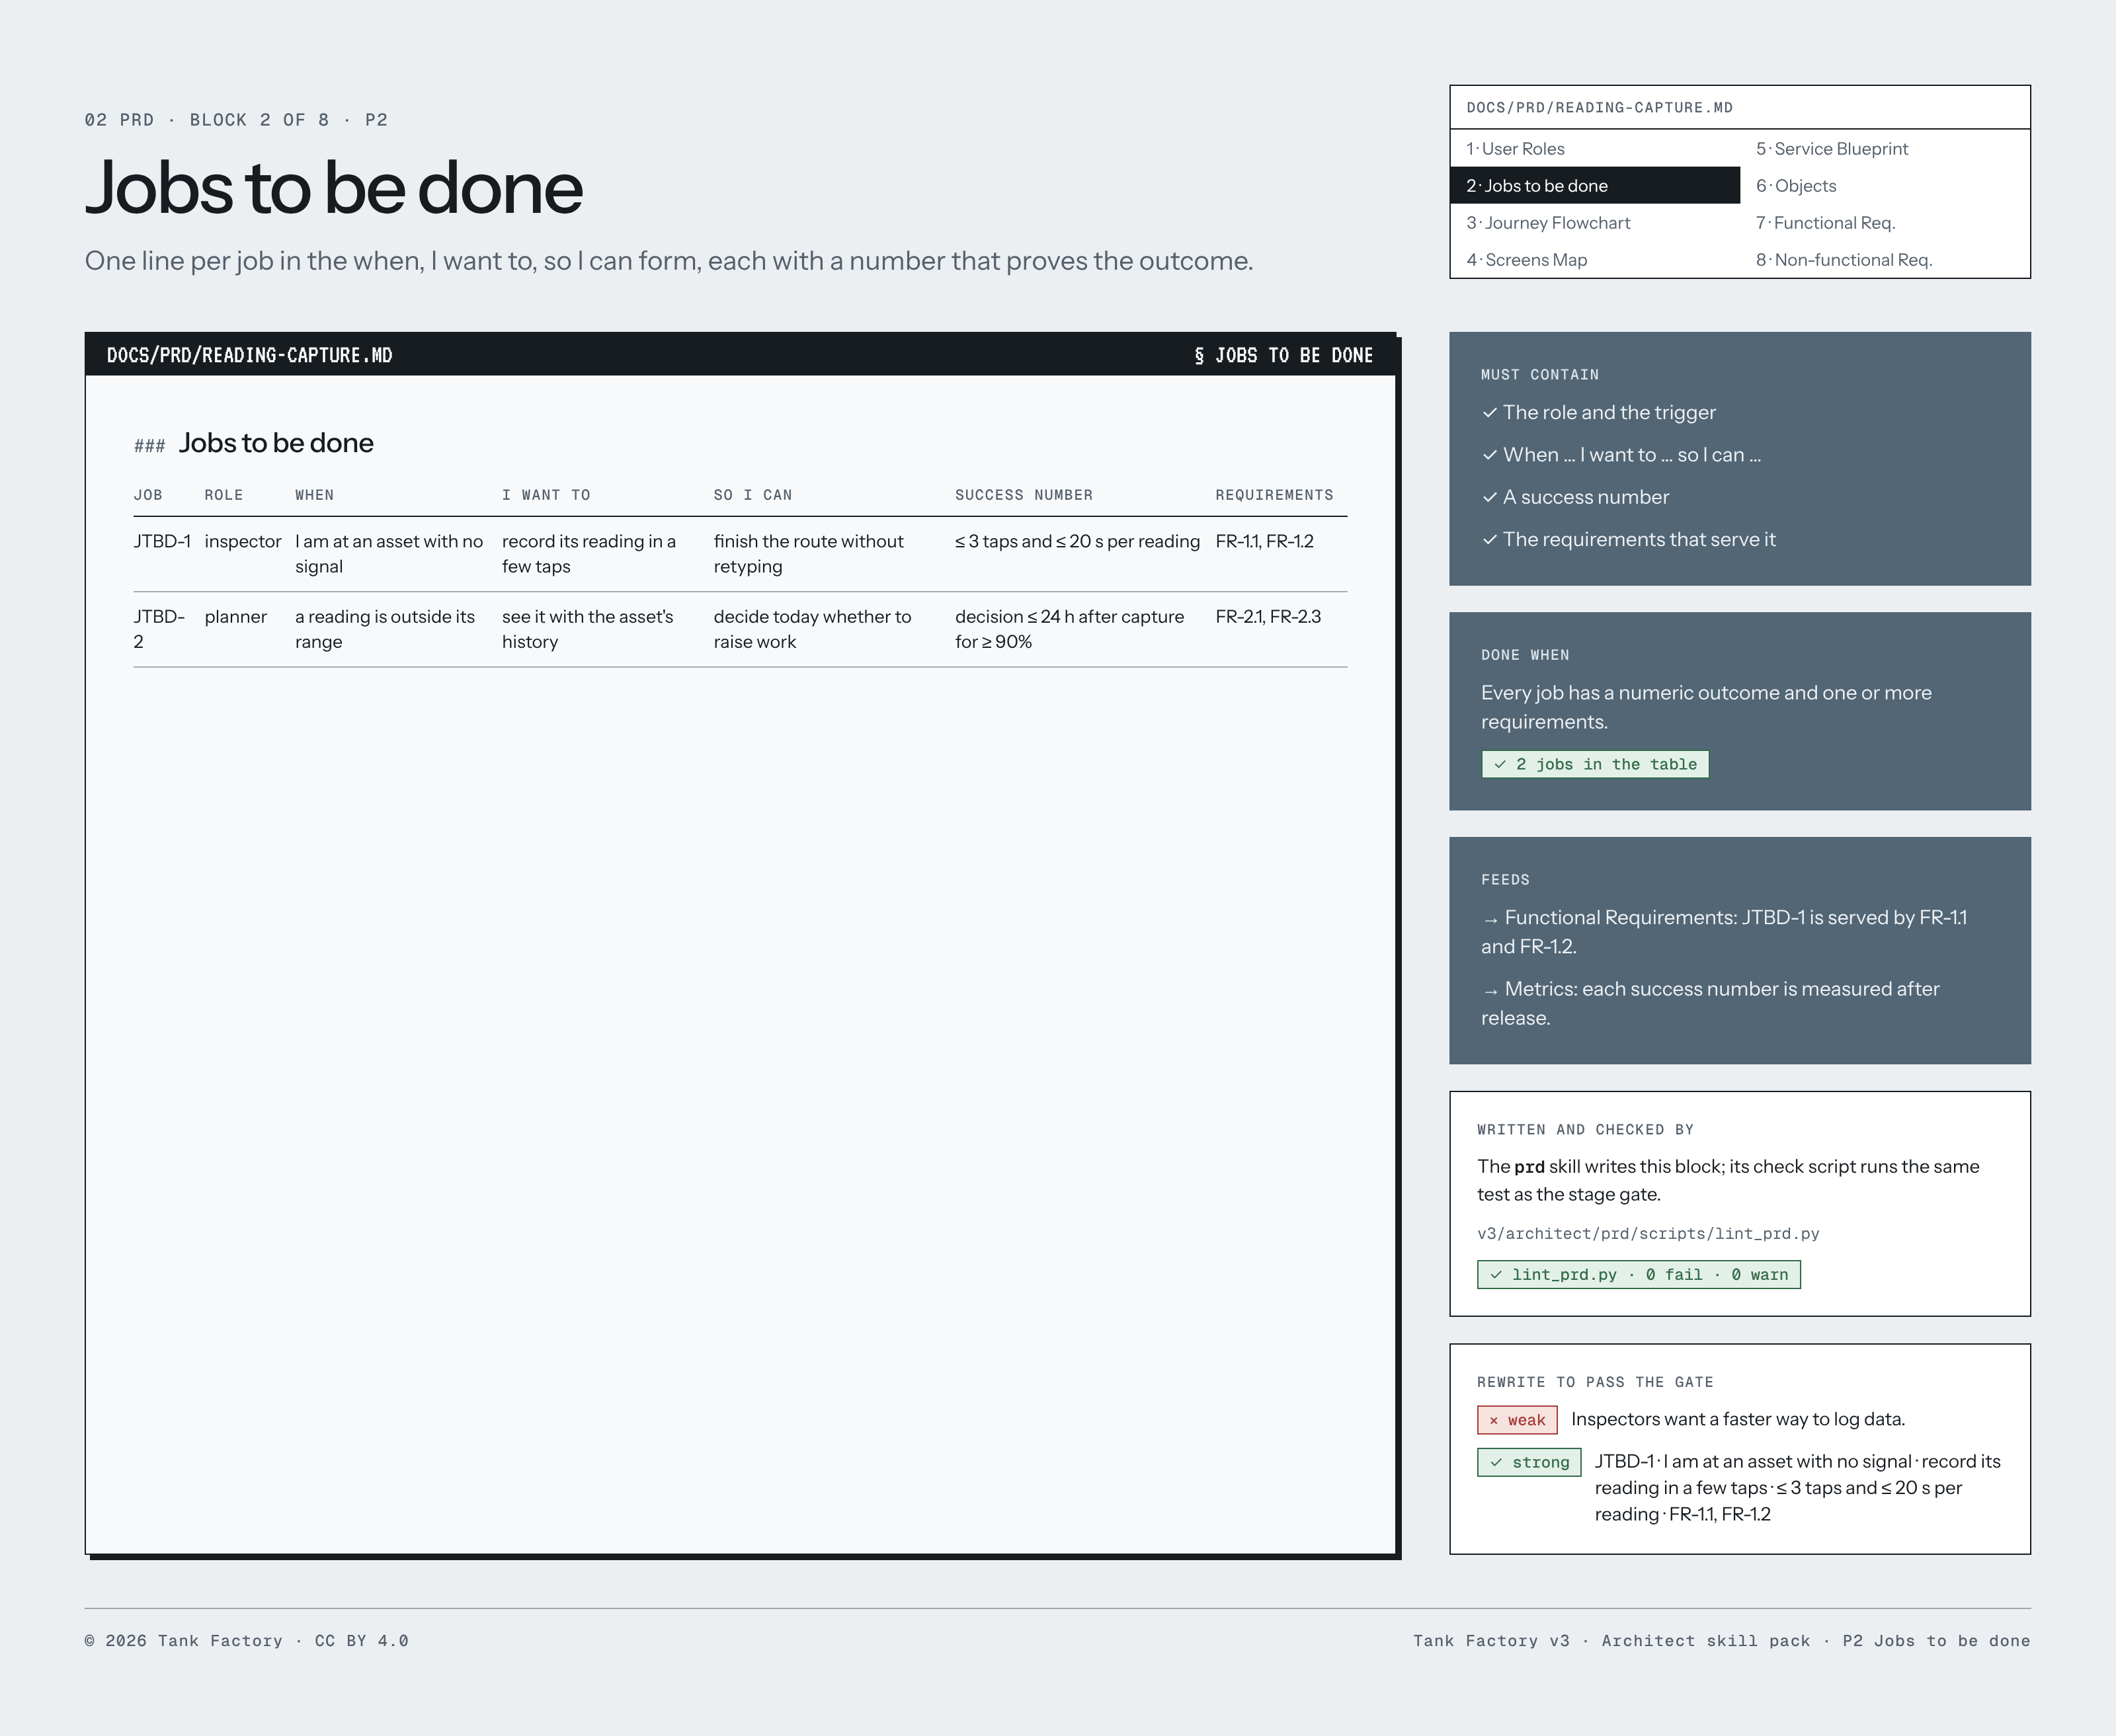 02 PRD · BLOCK 2 OF 8 · P2
Jobs to be done
One line per job in the when, I want to, so I can form, each with a number that proves the outcome.
DOCS/PRD/READING-CAPTURE.MD
1 · User Roles
2 · Jobs to be done
3 · Journey Flowchart
4 · Screens Map
5 · Service Blueprint
6 · Objects
7 · Functional Req.
8 · Non-functional Req.
DOCS/PRD/READING-CAPTURE.MD § JOBS TO BE DONE
### Jobs to be done
JOB ROLE WHEN I WANT TO SO I CAN SUCCESS NUMBER REQUIREMENTS
JTBD-1 inspector I am at an asset with no record its reading in a finish the route without ≤ 3 taps and ≤ 20 s per reading FR-1.1, FR-1.2
signal few taps retyping
JTBD- planner a reading is outside its see it with the asset's decide today whether to decision ≤ 24 h after capture FR-2.1, FR-2.3
2 range history raise work for ≥ 90%
MUST CONTAIN
✓ The role and the trigger
✓ When ... I want to ... so I can ...
✓ A success number
✓ The requirements that serve it
DONE WHEN
Every job has a numeric outcome and one or more
requirements.
✓ 2 jobs in the table
FEEDS
→ Functional Requirements: JTBD-1 is served by FR-1.1
and FR-1.2.
→ Metrics: each success number is measured after
release.
WRITTEN AND CHECKED BY
The prd skill writes this block; its check script runs the same
test as the stage gate.
v3/architect/prd/scripts/lint_prd.py
✓ lint_prd.py · 0 fail · 0 warn
REWRITE TO PASS THE GATE
× weak Inspectors want a faster way to log data.
✓ strong JTBD-1 · I am at an asset with no signal · record its
reading in a few taps · ≤ 3 taps and ≤ 20 s per
reading · FR-1.1, FR-1.2
© 2026 Tank Factory · CC BY 4.0
Tank Factory v3 · Architect skill pack · P2 Jobs to be done